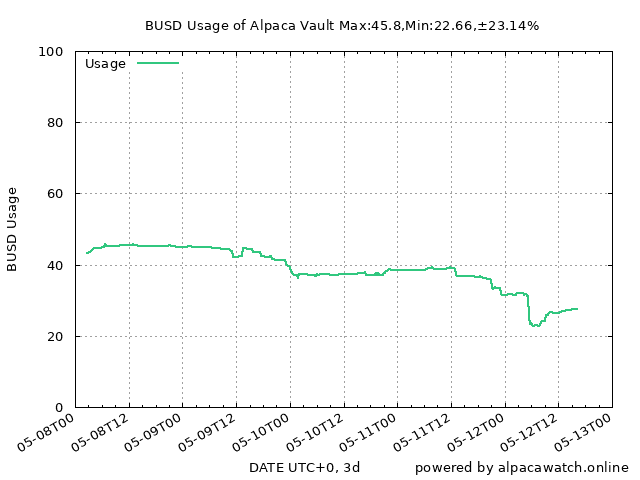 BUSD Usage of Alpaca Vault Max:45.8,Min:22.66,±23.14%
Usage
100
80
60
40
20
0
BUSD Usage
05-08T00
05-08T12
05-09T00
05-09T12
05-10T00
05-10T12
05-11T00
05-11T12
05-12T00
05-12T12
05-13T00
DATE UTC+0, 3d
powered by alpacawatch.online